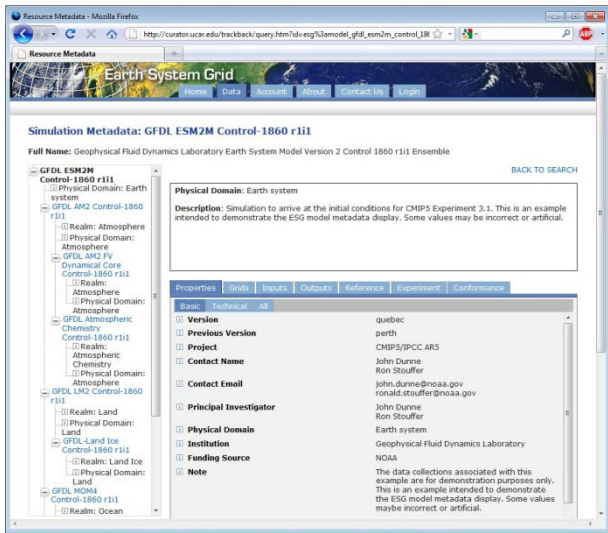 Resource Metadata - Mozilla Firefox
http://curator.ucar.edu/trackback/query.htm?id=esg%3amodel_gfdl_esm2m_control_186
ABP
Resource Metadata
Earth System Grid
Home Data Account About Contact Us Login
Simulation Metadata: GFDL ESM2M Control-1860 r1i1
Full Name: Geophysical Fluid Dynamics Laboratory Earth System Model Version 2 Control 1860 r1i1 Ensemble
BACK TO SEARCH
GFDL ESM2M
Control-1860 r1i1
Physical Domain: Earth
system
GFDL AM2 Control-1860
r1i1
Realm: Atmosphere
Physical Domain:
Atmosphere
GFDL AM2 FV
Dynamical Core
Control-1860 r1i1
Realm:
Atmosphere
Physical Domain:
Atmosphere
GFDL Atmospheric
Chemistry
Control-1860 r1i1
Realm:
Atmospheric
Chemistry
Physical Domain:
Atmosphere
GFDL LM2 Control-1860
r1i1
Realm: Land
Physical Domain:
Land
GFDL-Land Ice
Control-1860 r1i1
Realm: Land Ice
Physical Domain:
Land
GFDL MOM4
Control-1860 r1i1
Realm: Ocean
Physical Domain: Earth system
Description: Simulation to arrive at the initial conditions for CMIP5 Experiment 3.1. This is an example
intended to demonstrate the ESG model metadata display. Some values may be incorrect or artificial.
Properties Grids Inputs Outputs Reference Experiment Conformance
Basic Technical All
Version quebec
Previous Version perth
Project CMIP5/IPCC AR5
Contact Name John Dunne
Ron Stouffer
Contact Email john.dunne@noaa.gov
ronald.stouffer@noaa.gov
Principal Investigator John Dunne
Ron Stouffer
Physical Domain Earth system
Institution Geophysical Fluid Dynamics Laboratory
Funding Source NOAA
Note The data collections associated with this
example are for demonstration purposes only.
This is an example intended to demonstrate
the ESG model metadata display. Some values
maybe incorrect or artificial.